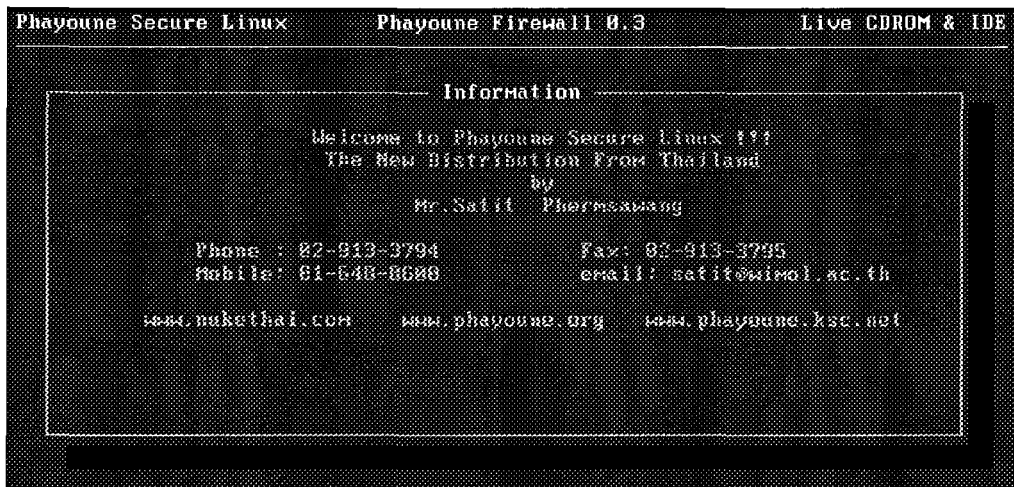 Phayoune Secure Linux Phayoune Firewall 0.3 Live CDROM & IDE
Information
Welcome to Phayoune Secure Linux !!!
The New Distribution From Thailand
by
Mr.Satit Phermsawang
Phone : 02-913-3794 Fax: 02-913-3795
Mobile: 01-648-8600 email: satit@wimol.ac.th
www.nukethai.com www.phayoune.org www.phayoune.ksc.net